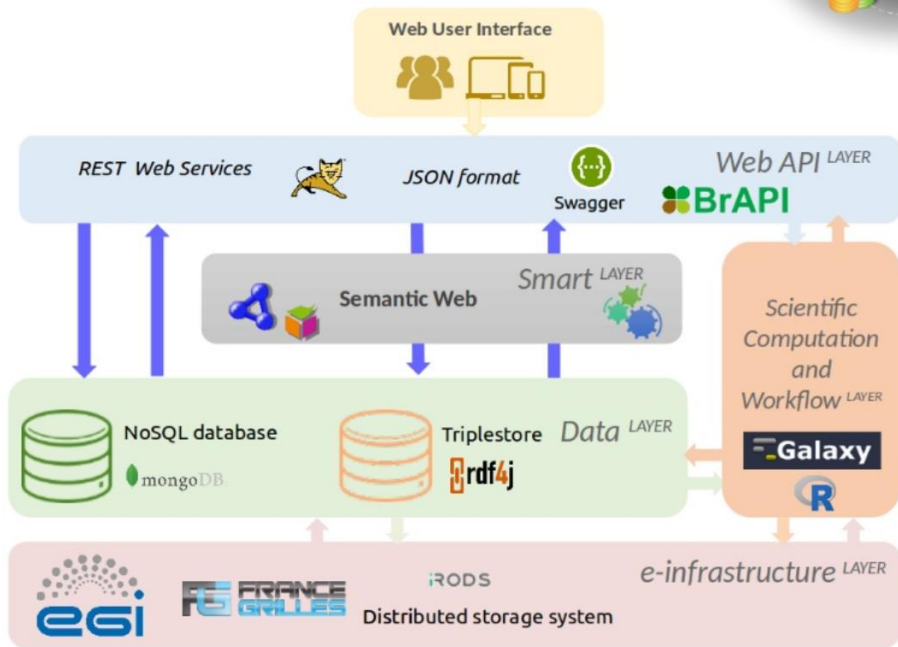 Web User Interface
REST Web Services
JSON format
{···}
Swagger
Web API LAYER
BrAPI
Semantic Web
Smart LAYER
Scientific
Computation
and
Workflow LAYER
Galaxy
R
NoSQL database
mongoDB
Triplestore
rdf4j
Data LAYER
egi
FG FRANCE
GRILLES
iRODS
Distributed storage system
e-infrastructure LAYER